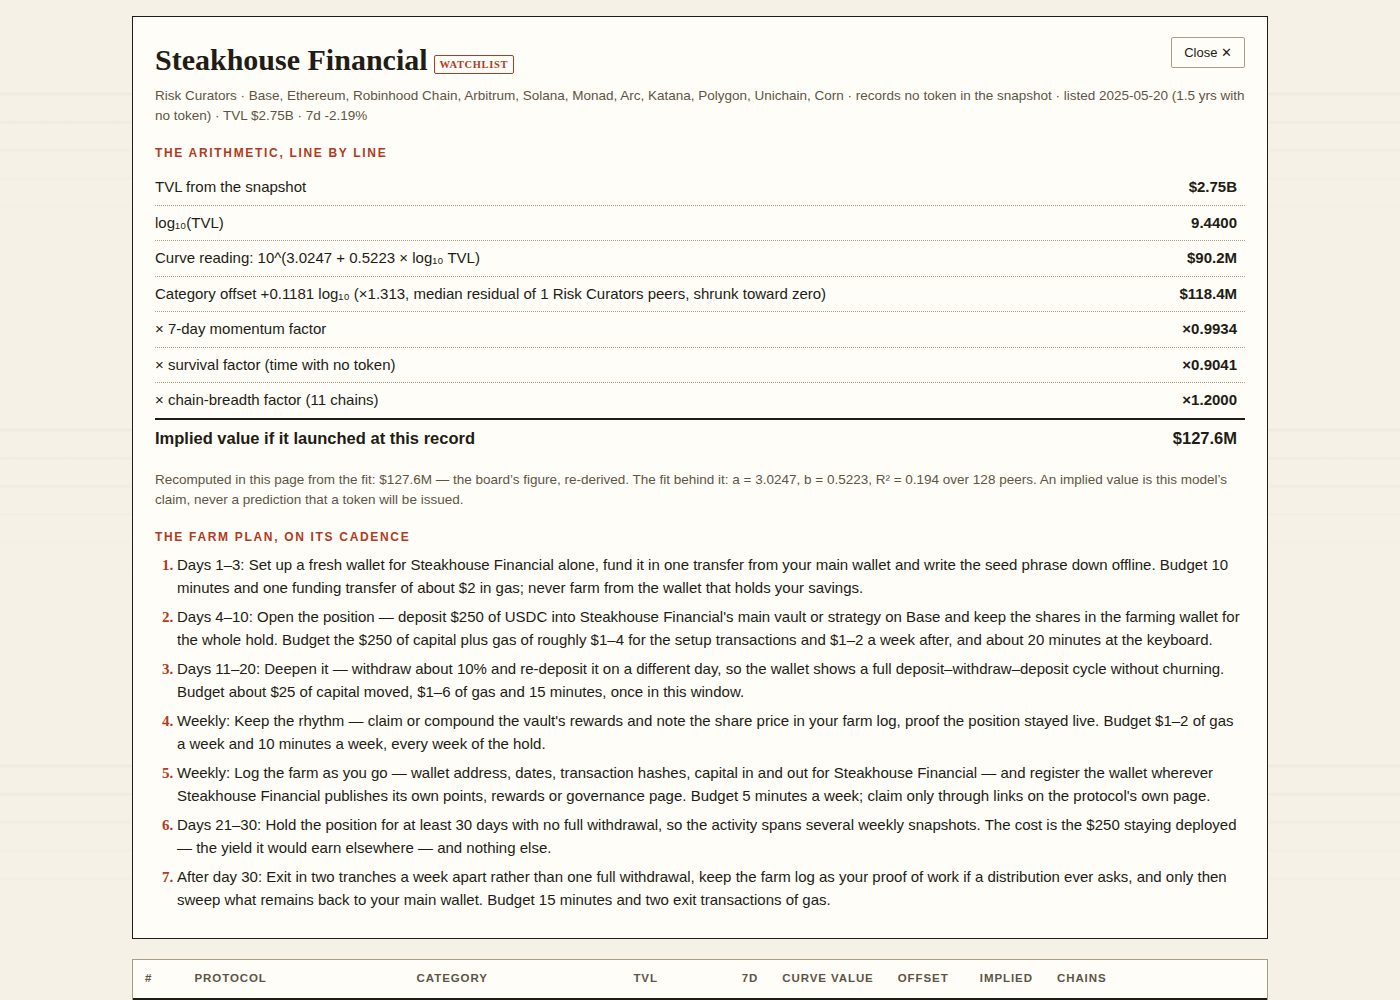 Steakhouse Financial WATCHLIST
Close ✕
Risk Curators · Base, Ethereum, Robinhood Chain, Arbitrum, Solana, Monad, Arc, Katana, Polygon, Unichain, Corn · records no token in the snapshot · listed 2025-05-20 (1.5 yrs with
no token) · TVL $2.75B · 7d -2.19%
THE ARITHMETIC, LINE BY LINE
TVL from the snapshot $2.75B
log₁₀(TVL) 9.4400
Curve reading: 10^(3.0247 + 0.5223 × log₁₀ TVL) $90.2M
Category offset +0.1181 log₁₀ (×1.313, median residual of 1 Risk Curators peers, shrunk toward zero) $118.4M
× 7-day momentum factor ×0.9934
× survival factor (time with no token) ×0.9041
× chain-breadth factor (11 chains) ×1.2000
Implied value if it launched at this record $127.6M
Recomputed in this page from the fit: $127.6M — the board's figure, re-derived. The fit behind it: a = 3.0247, b = 0.5223, R² = 0.194 over 128 peers. An implied value is this model's
claim, never a prediction that a token will be issued.
THE FARM PLAN, ON ITS CADENCE
1. Days 1–3: Set up a fresh wallet for Steakhouse Financial alone, fund it in one transfer from your main wallet and write the seed phrase down offline. Budget 10
minutes and one funding transfer of about $2 in gas; never farm from the wallet that holds your savings.
2. Days 4–10: Open the position — deposit $250 of USDC into Steakhouse Financial's main vault or strategy on Base and keep the shares in the farming wallet for
the whole hold. Budget the $250 of capital plus gas of roughly $1–4 for the setup transactions and $1–2 a week after, and about 20 minutes at the keyboard.
3. Days 11–20: Deepen it — withdraw about 10% and re-deposit it on a different day, so the wallet shows a full deposit–withdraw–deposit cycle without churning.
Budget about $25 of capital moved, $1–6 of gas and 15 minutes, once in this window.
4. Weekly: Keep the rhythm — claim or compound the vault's rewards and note the share price in your farm log, proof the position stayed live. Budget $1–2 of gas
a week and 10 minutes a week, every week of the hold.
5. Weekly: Log the farm as you go — wallet address, dates, transaction hashes, capital in and out for Steakhouse Financial — and register the wallet wherever
Steakhouse Financial publishes its own points, rewards or governance page. Budget 5 minutes a week; claim only through links on the protocol's own page.
6. Days 21–30: Hold the position for at least 30 days with no full withdrawal, so the activity spans several weekly snapshots. The cost is the $250 staying deployed
— the yield it would earn elsewhere — and nothing else.
7. After day 30: Exit in two tranches a week apart rather than one full withdrawal, keep the farm log as your proof of work if a distribution ever asks, and only then
sweep what remains back to your main wallet. Budget 15 minutes and two exit transactions of gas.
# PROTOCOL CATEGORY TVL 7D CURVE VALUE OFFSET IMPLIED CHAINS